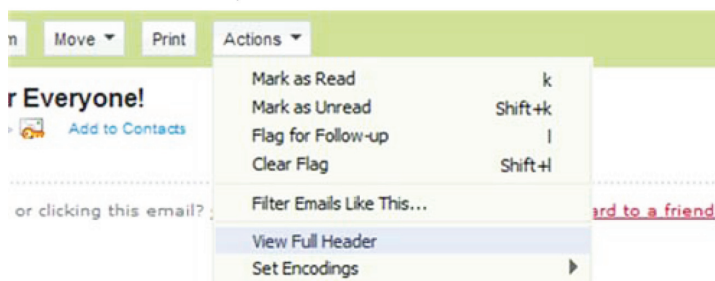 Move Print Actions
Mark as Read k
r Everyone!
Mark as Unread Shift+k
Add to Contacts
Flag for Follow-up l
Clear Flag Shift+l
or clicking this email? Filter Emails Like This... ard to a friend
View Full Header
Set Encodings